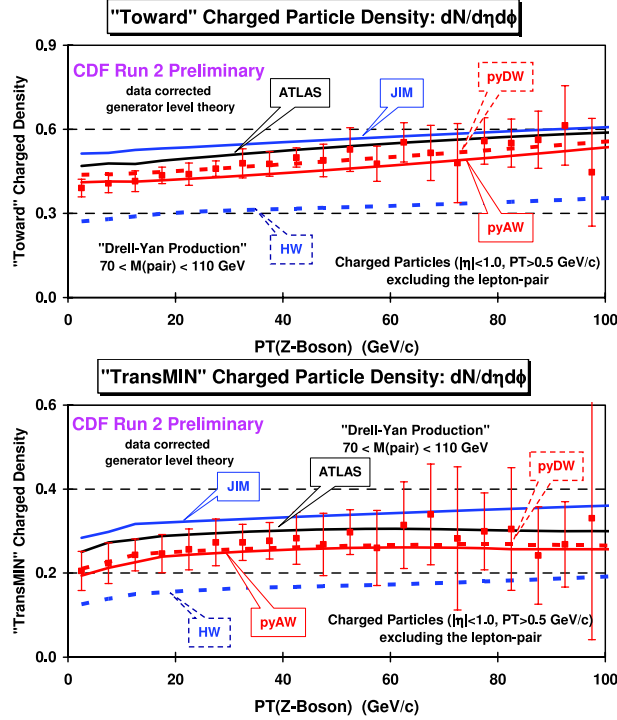 "Toward" Charged Particle Density: dN/dηdφ
0.9
CDF Run 2 Preliminary
data corrected
generator level theory
ATLAS
JIM
pyDW
0.6
0.3
0.0
"Toward" Charged Density
"Drell-Yan Production"
70 < M(pair) < 110 GeV
HW
pyAW
Charged Particles (|η|<1.0, PT>0.5 GeV/c)
excluding the lepton-pair
0 20 40 60 80 100
PT(Z-Boson) (GeV/c)
"TransMIN" Charged Particle Density: dN/dηdφ
0.6
CDF Run 2 Preliminary
data corrected
generator level theory
"Drell-Yan Production"
70 < M(pair) < 110 GeV
JIM
ATLAS
pyDW
0.4
0.2
0.0
"TransMIN" Charged Density
HW
pyAW
Charged Particles (|η|<1.0, PT>0.5 GeV/c)
excluding the lepton-pair
0 20 40 60 80 100
PT(Z-Boson) (GeV/c)